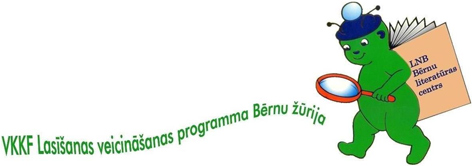 VKKF Lasīšanas veicināšanas programma Bērnu žūrija
LNB
Bērnu
literatūras
centrs